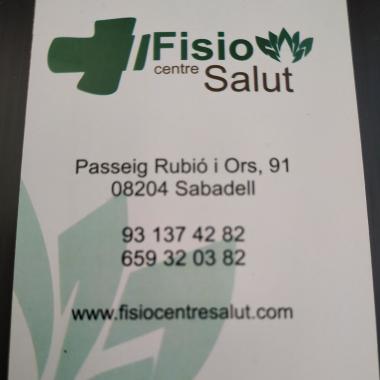 Fisio
centre Salut
Passeig Rubió i Ors, 91
08204 Sabadell
93 137 42 82
659 32 03 82
www.fisiocentresalut.com